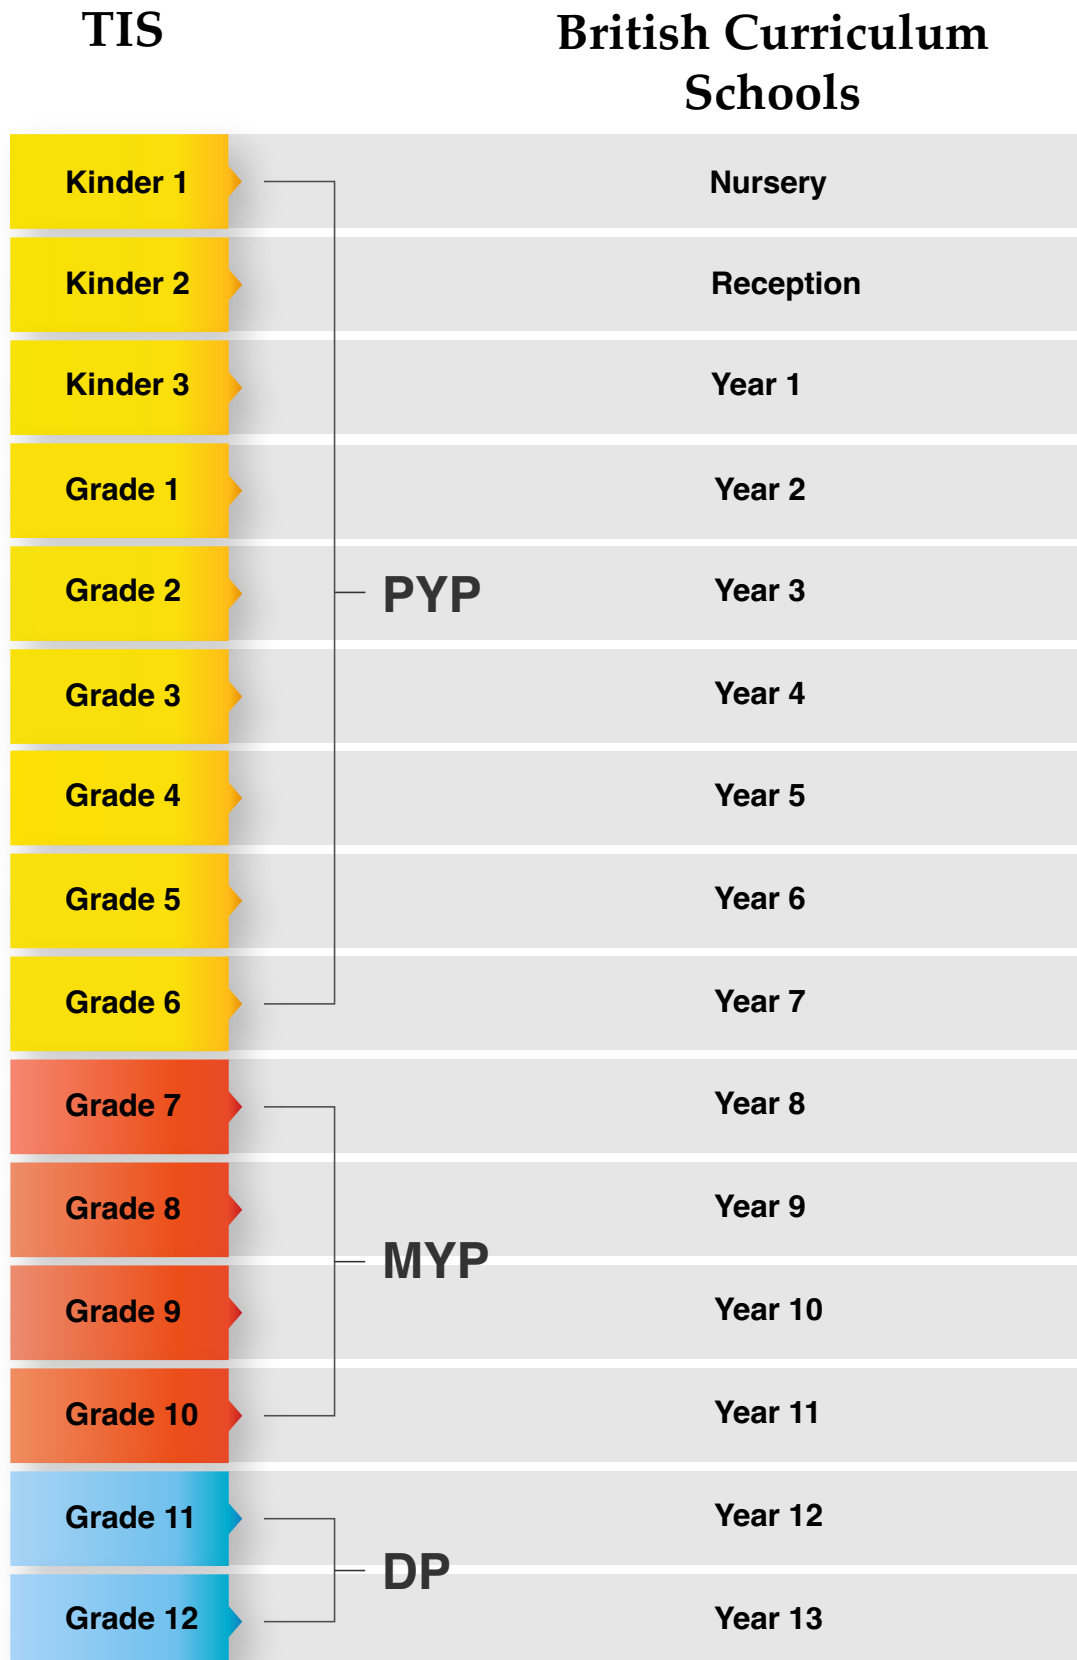 TIS
British Curriculum
Schools
Kinder 1
Nursery
Kinder 2
Reception
Kinder 3
Year 1
Grade 1
Year 2
Grade 2
PYP
Year 3
Grade 3
Year 4
Grade 4
Year 5
Grade 5
Year 6
Grade 6
Year 7
Grade 7
Year 8
Grade 8
Year 9
MYP
Grade 9
Year 10
Grade 10
Year 11
Grade 11
Year 12
DP
Grade 12
Year 13